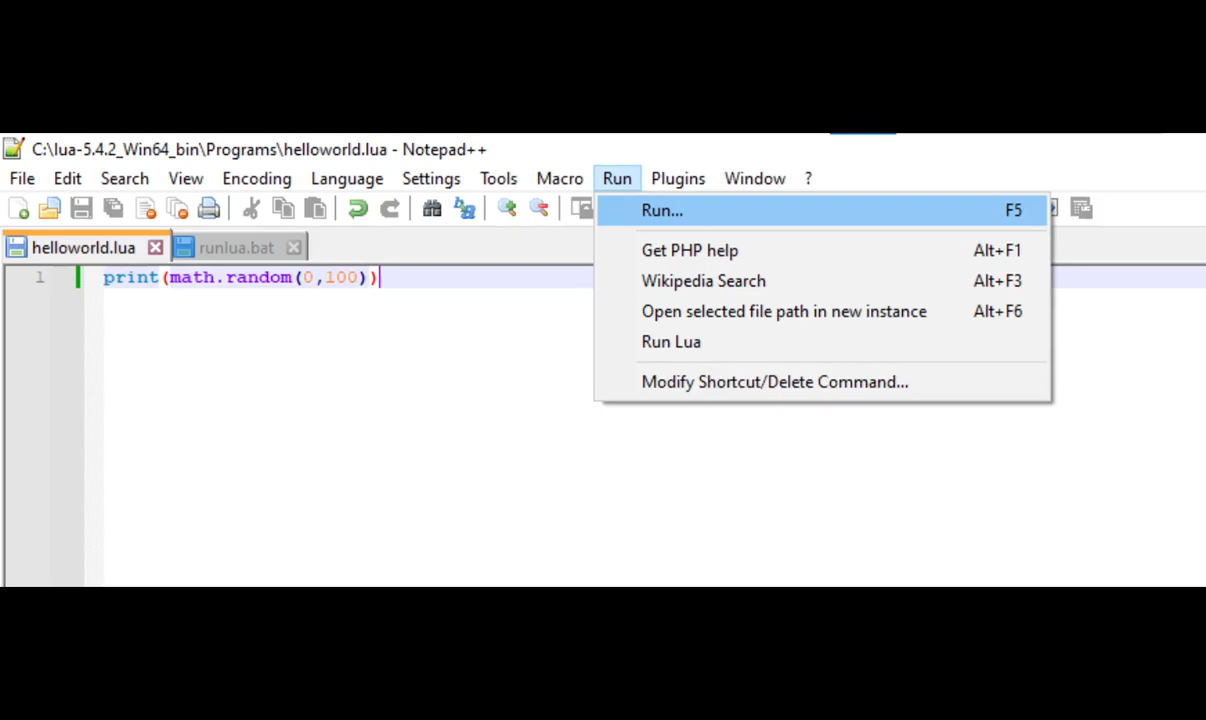 C:\lua-5.4.2_Win64_bin\Programs\helloworld.lua - Notepad++
File Edit Search View Encoding Language Settings Tools Macro Run Plugins Window ?
helloworld.lua runlua.bat
1 print(math.random(0,100))
Run... F5
Get PHP help Alt+F1
Wikipedia Search Alt+F3
Open selected file path in new instance Alt+F6
Run Lua
Modify Shortcut/Delete Command...